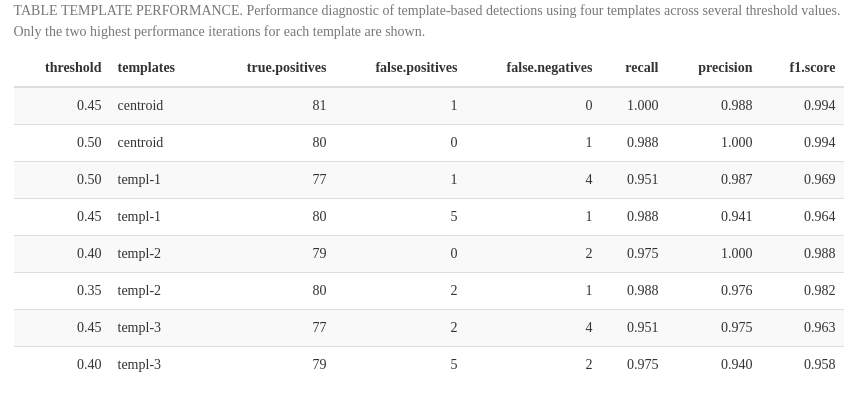 TABLE TEMPLATE PERFORMANCE. Performance diagnostic of template-based detections using four templates across several threshold values.
Only the two highest performance iterations for each template are shown.
threshold templates true.positives false.positives false.negatives recall precision f1.score
0.45 centroid 81 1 0 1.000 0.988 0.994
0.50 centroid 80 0 1 0.988 1.000 0.994
0.50 templ-1 77 1 4 0.951 0.987 0.969
0.45 templ-1 80 5 1 0.988 0.941 0.964
0.40 templ-2 79 0 2 0.975 1.000 0.988
0.35 templ-2 80 2 1 0.988 0.976 0.982
0.45 templ-3 77 2 4 0.951 0.975 0.963
0.40 templ-3 79 5 2 0.975 0.940 0.958